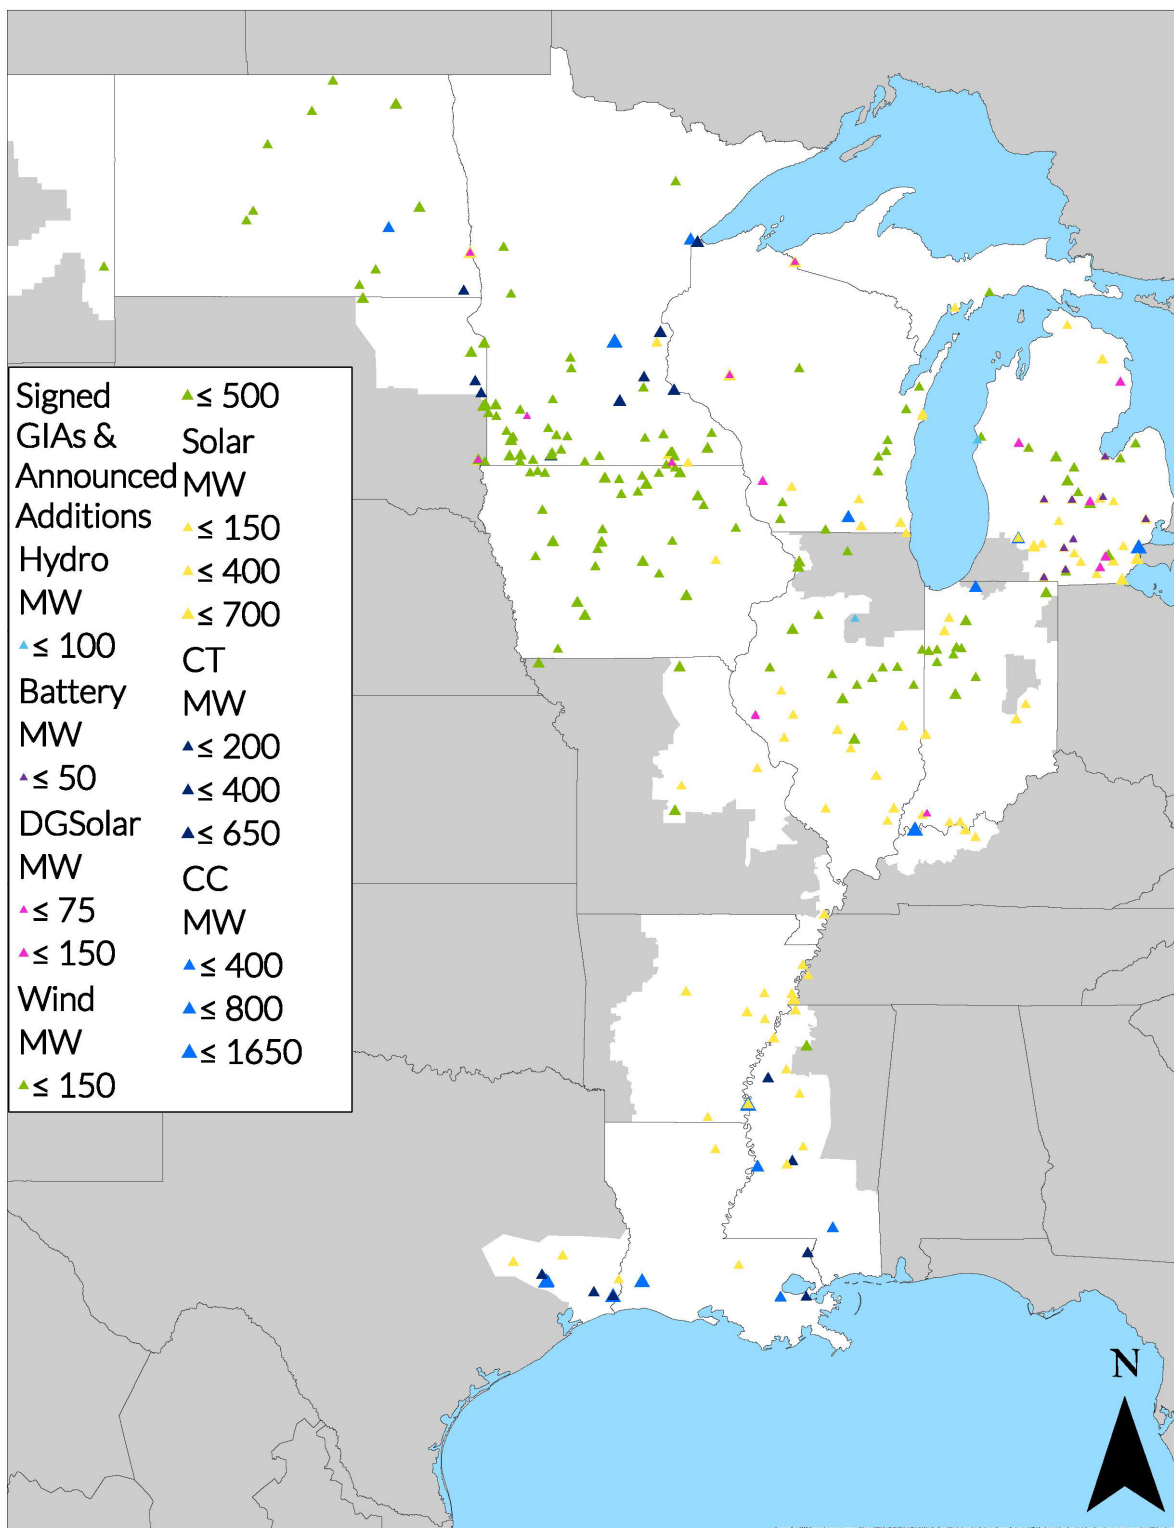 Signed
GIAs &
Announced
Additions
Hydro
MW
≤ 100
Battery
MW
≤ 50
DGSolar
MW
≤ 75
≤ 150
Wind
MW
≤ 150
≤ 500
Solar
MW
≤ 150
≤ 400
≤ 700
CT
MW
≤ 200
≤ 400
≤ 650
CC
MW
≤ 400
≤ 800
≤ 1650
N